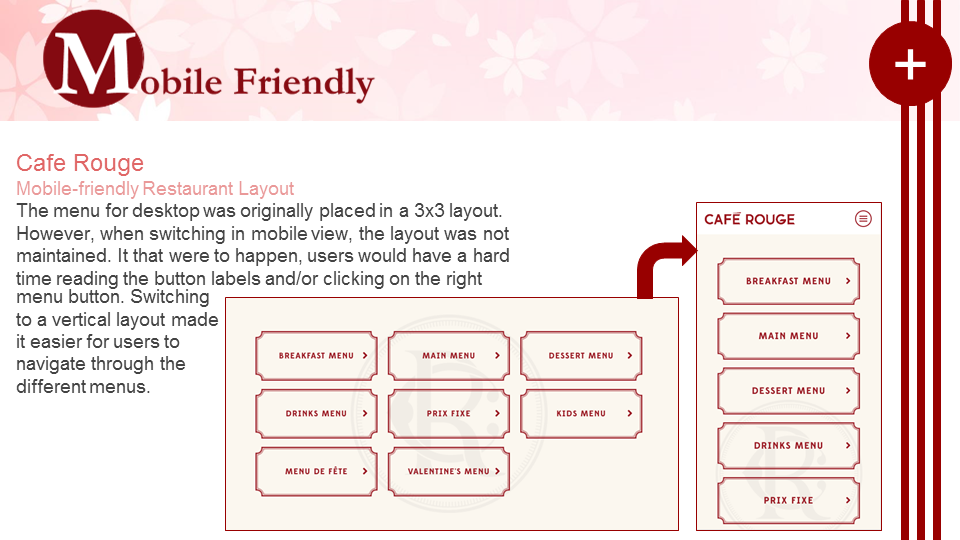 Mobile Friendly
+
Cafe Rouge
Mobile-friendly Restaurant Layout
The menu for desktop was originally placed in a 3x3 layout.
However, when switching in mobile view, the layout was not
maintained. It that were to happen, users would have a hard
time reading the button labels and/or clicking on the right
menu button. Switching
to a vertical layout made
it easier for users to
navigate through the
different menus.
BREAKFAST MENU > MAIN MENU > DESSERT MENU >
DRINKS MENU > PRIX FIXE > KIDS MENU >
MENU DE FÊTE > VALENTINE'S MENU >
CAFÉ ROUGE
BREAKFAST MENU >
MAIN MENU >
DESSERT MENU >
DRINKS MENU >
PRIX FIXE >